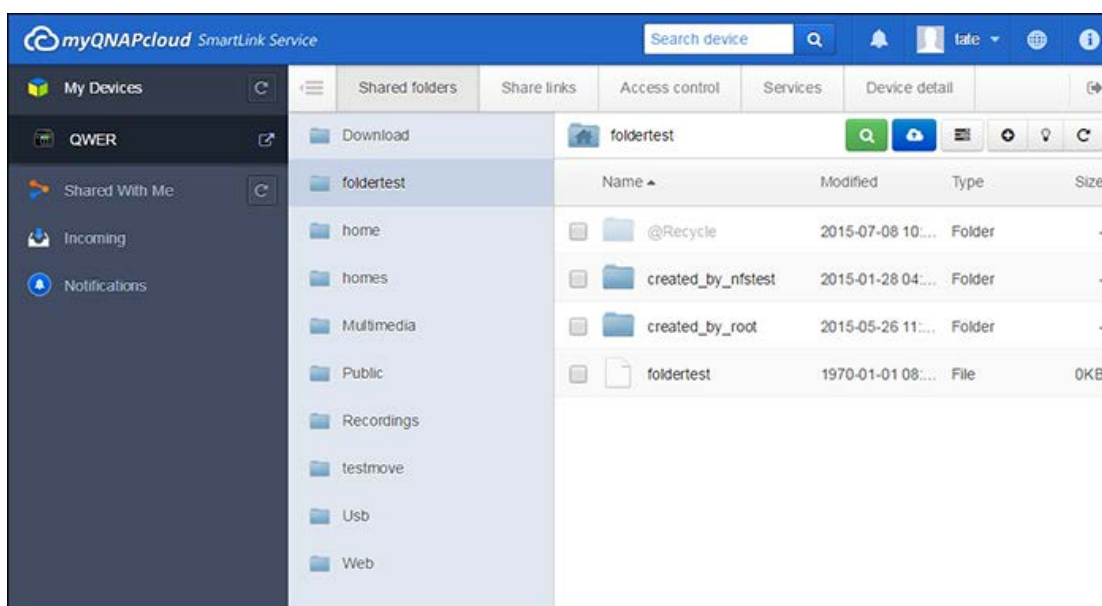 myQNAPcloud SmartLink Service
Search device
tate
My Devices
QWER
Shared With Me
Incoming
Notifications
Shared folders Share links Access control Services Device detail
Download
foldertest
home
homes
Multimedia
Public
Recordings
testmove
Usb
Web
foldertest
Name Modified Type Size
@Recycle 2015-07-08 10:... Folder
created_by_nfstest 2015-01-28 04:... Folder
created_by_root 2015-05-26 11:... Folder
foldertest 1970-01-01 08:... File 0KB